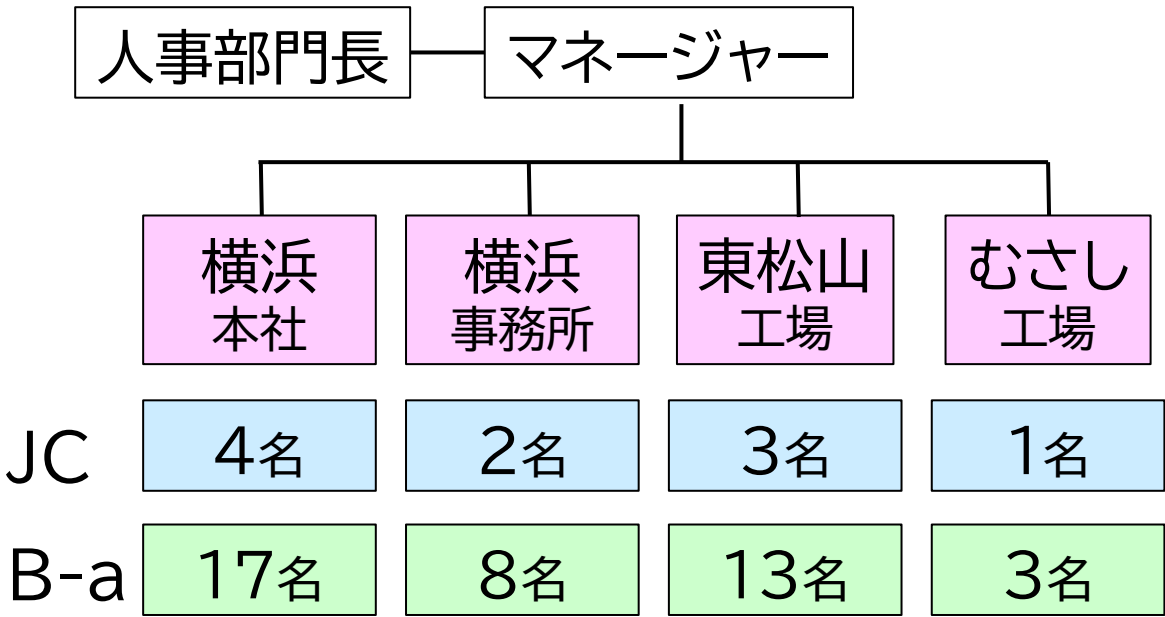 人事部門長 マネージャー
横浜 横浜 東松山 むさし
本社 事務所 工場 工場
JC 4名 2名 3名 1名
B-a 17名 8名 13名 3名